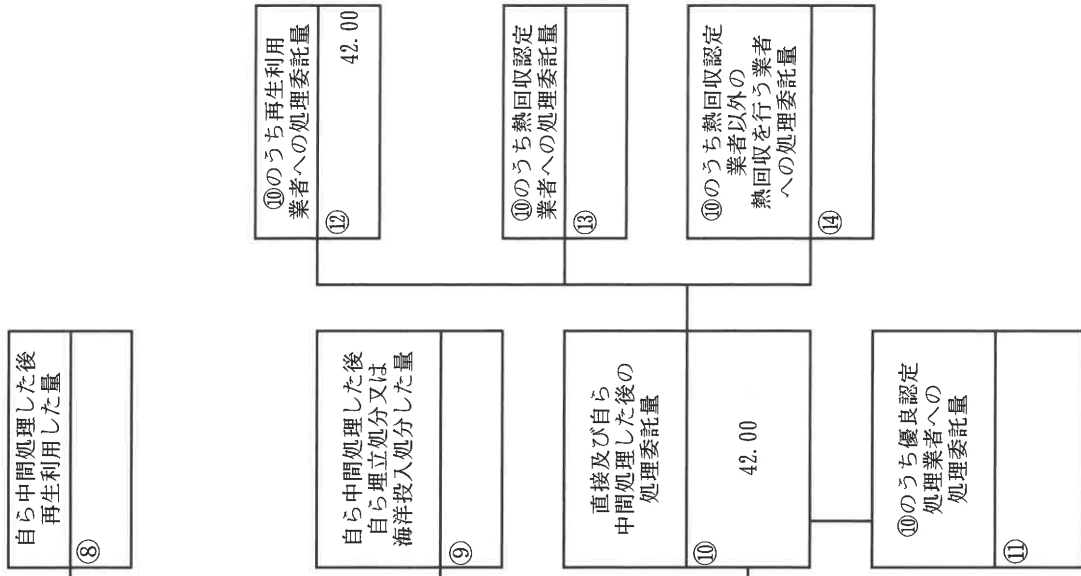 自ら中間処理した後
再生利用した量
⑧
自ら中間処理した後
自ら埋立処分又は
海洋投入処分した量
⑨
直接及び自ら
中間処理した後の
処理委託量
⑩
42.00
⑩のうち優良認定
処理業者への
処理委託量
⑪
⑩のうち再生利用
業者への処理委託量
⑫
42.00
⑩のうち熱回収認定
業者への処理委託量
⑬
⑩のうち熱回収認定
業者以外の
熱回収を行う業者
への処理委託量
⑭